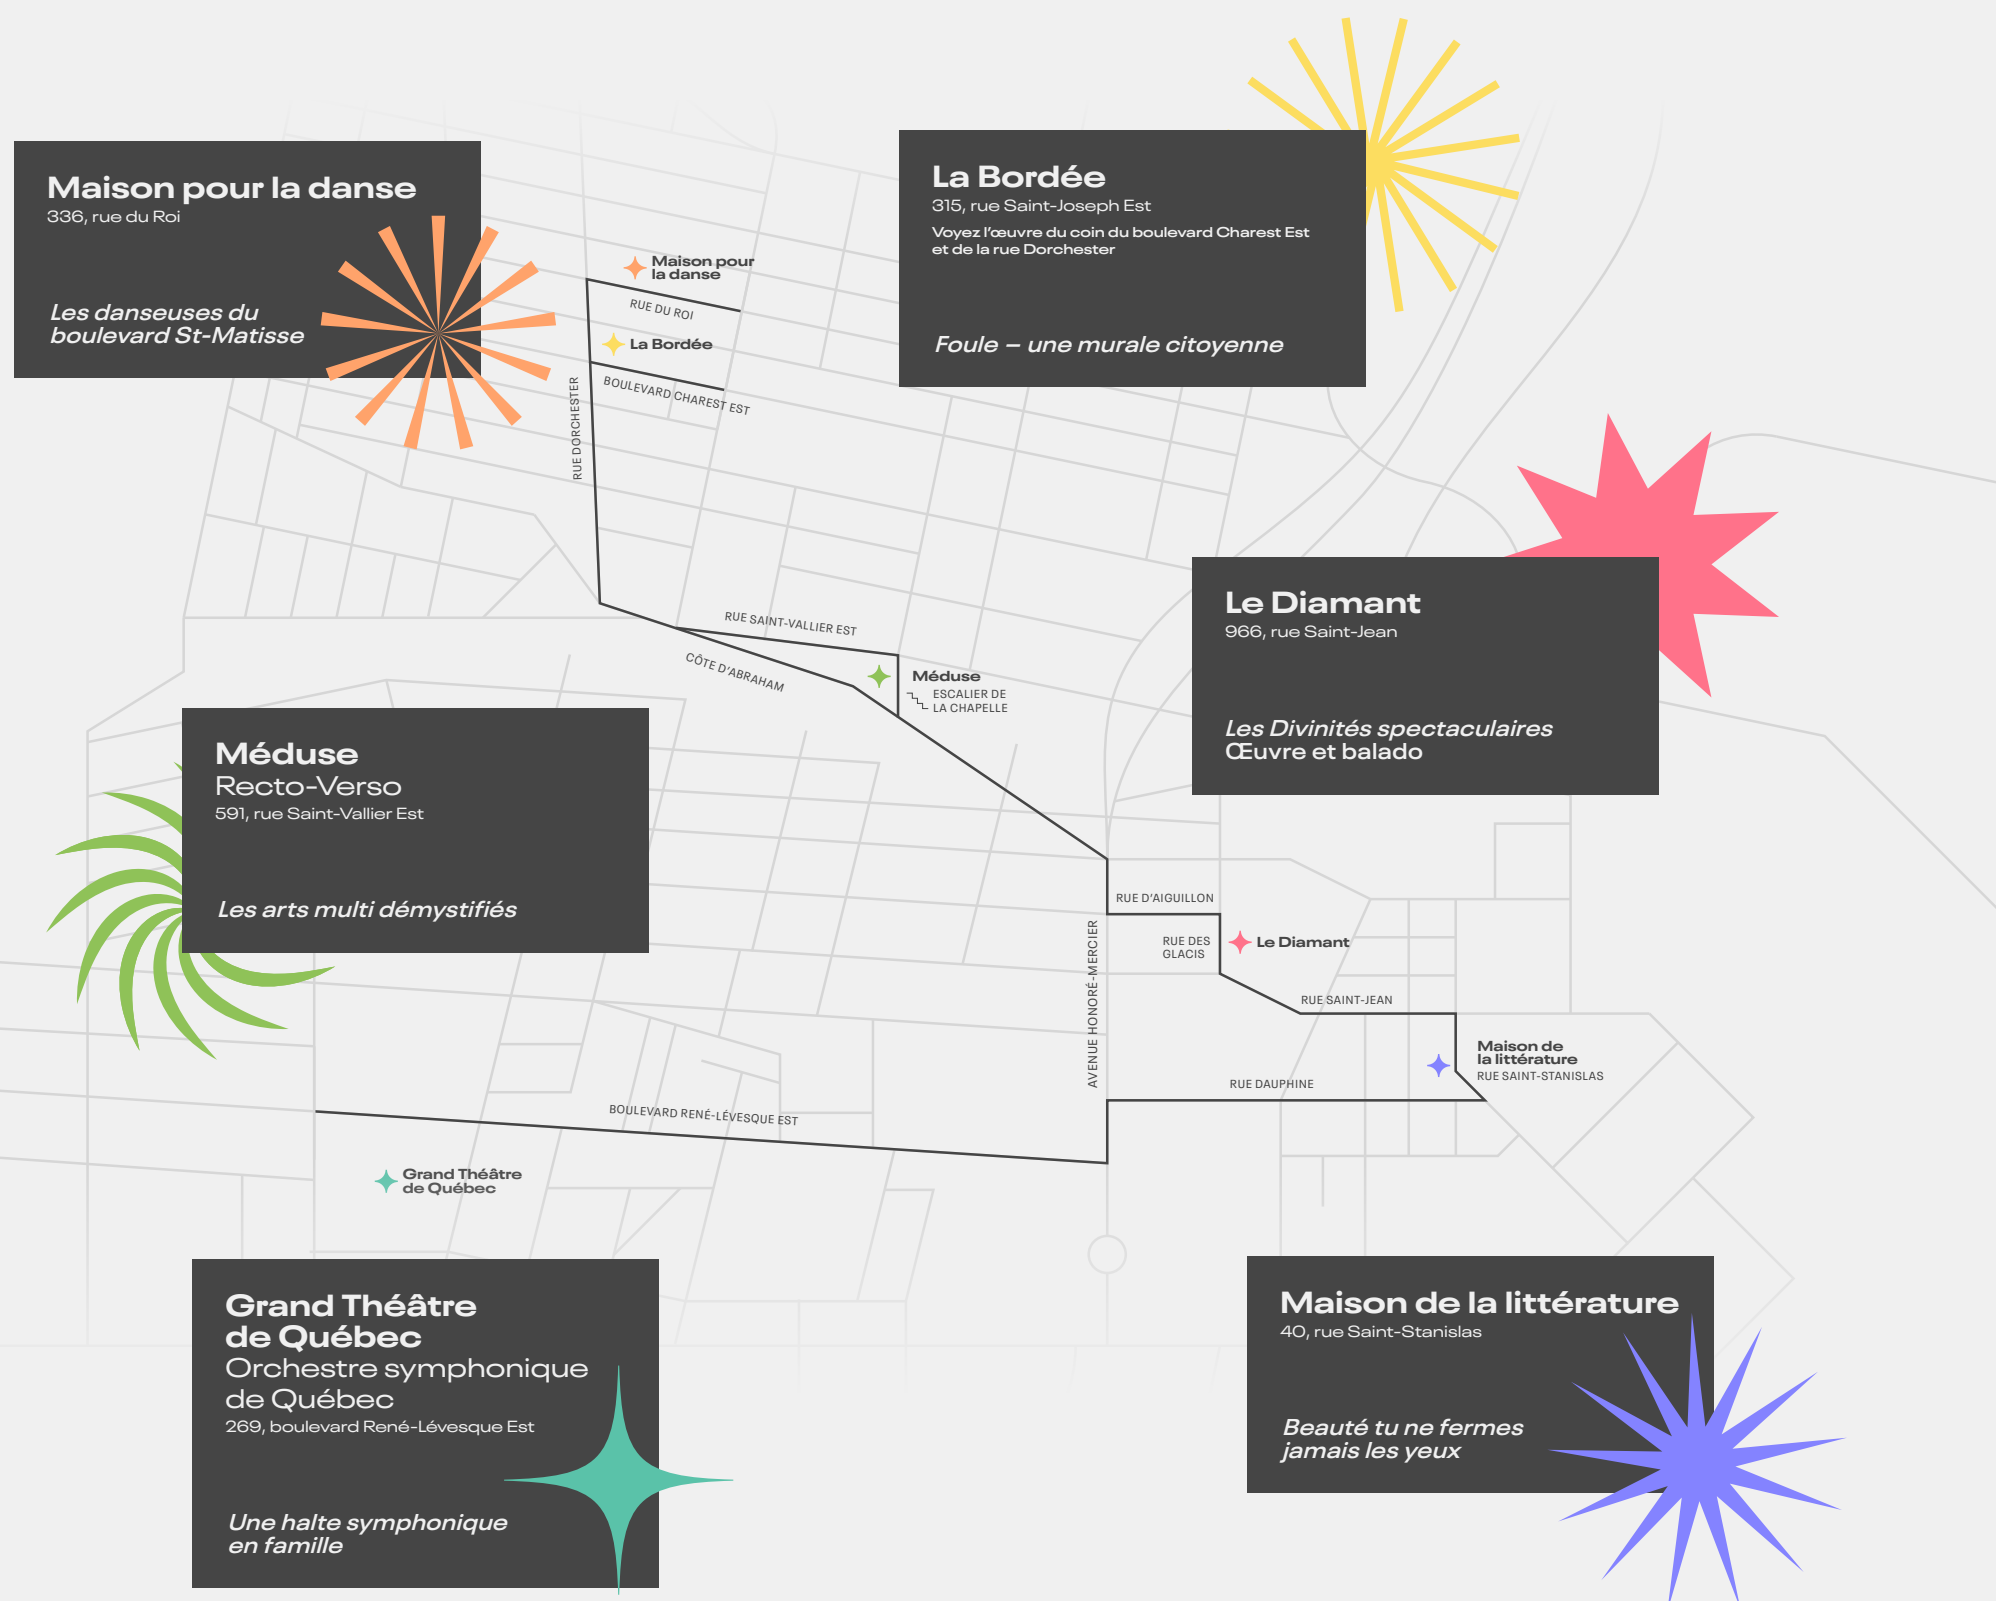 Maison pour la danse
336, rue du Roi
Les danseuses du
boulevard St-Matisse
La Bordée
315, rue Saint-Joseph Est
Voyez l'œuvre du coin du boulevard Charest Est
et de la rue Dorchester
Foule – une murale citoyenne
Maison pour
la danse
RUE DU ROI
La Bordée
BOULEVARD CHAREST EST
RUE DORCHESTER
RUE SAINT-VALLIER EST
CÔTE D'ABRAHAM
Méduse
ESCALIER DE
LA CHAPELLE
Le Diamant
966, rue Saint-Jean
Les Divinités spectaculaires
Œuvre et balado
Méduse
Recto-Verso
591, rue Saint-Vallier Est
Les arts multi démystifiés
RUE D'AIGUILLON
RUE DES
GLACIS
Le Diamant
AVENUE HONORÉ-MERCIER
RUE SAINT-JEAN
Maison de
la littérature
RUE SAINT-STANISLAS
RUE DAUPHINE
BOULEVARD RENÉ-LÉVESQUE EST
Grand Théâtre
de Québec
Grand Théâtre
de Québec
Orchestre symphonique
de Québec
269, boulevard René-Lévesque Est
Une halte symphonique
en famille
Maison de la littérature
40, rue Saint-Stanislas
Beauté tu ne fermes
jamais les yeux